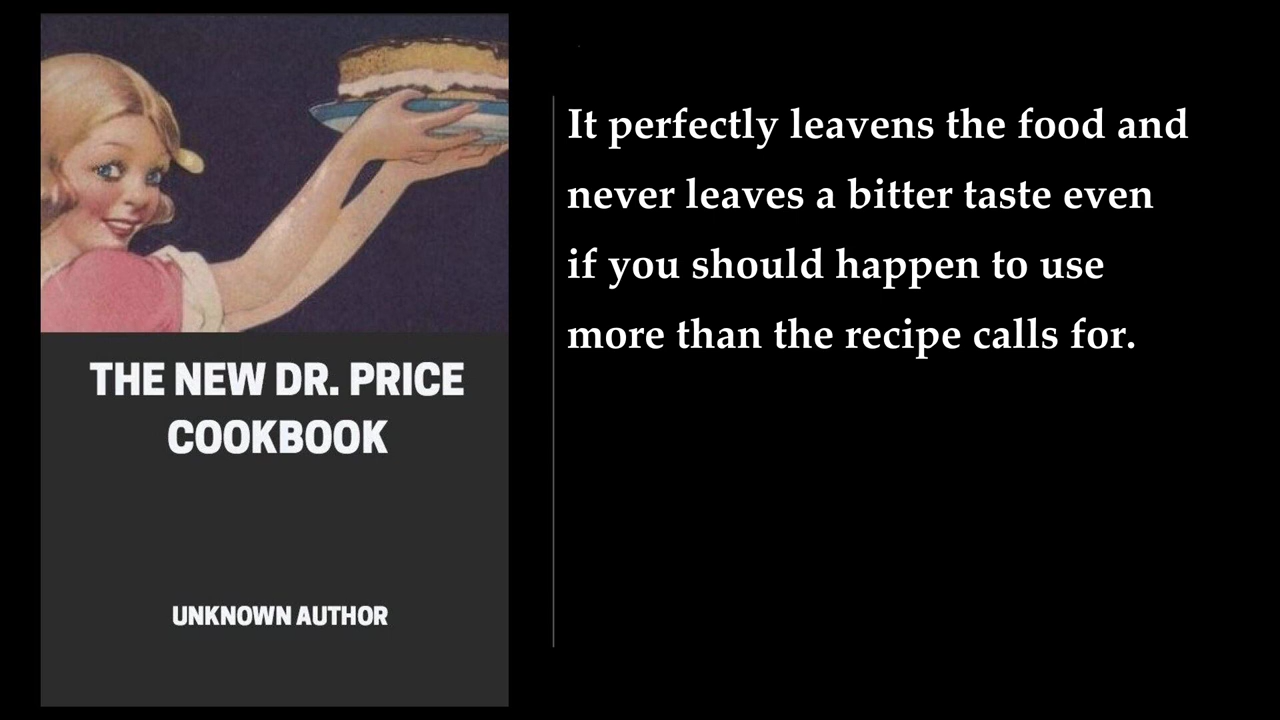 THE NEW DR. PRICE
COOKBOOK
UNKNOWN AUTHOR
It perfectly leavens the food and
never leaves a bitter taste even
if you should happen to use
more than the recipe calls for.